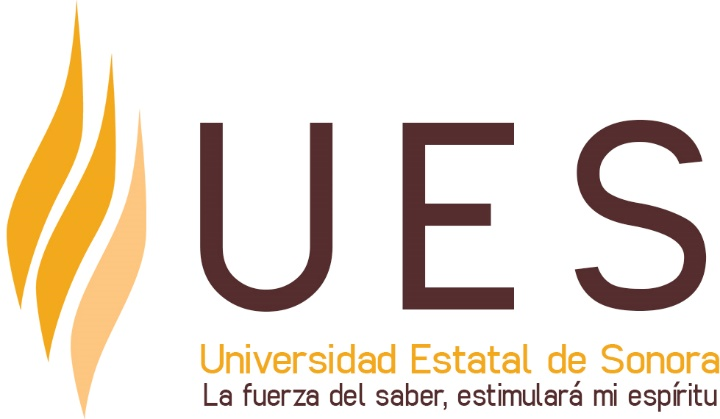 UES
Universidad Estatal de Sonora
La fuerza del saber, estimulará mi espíritu